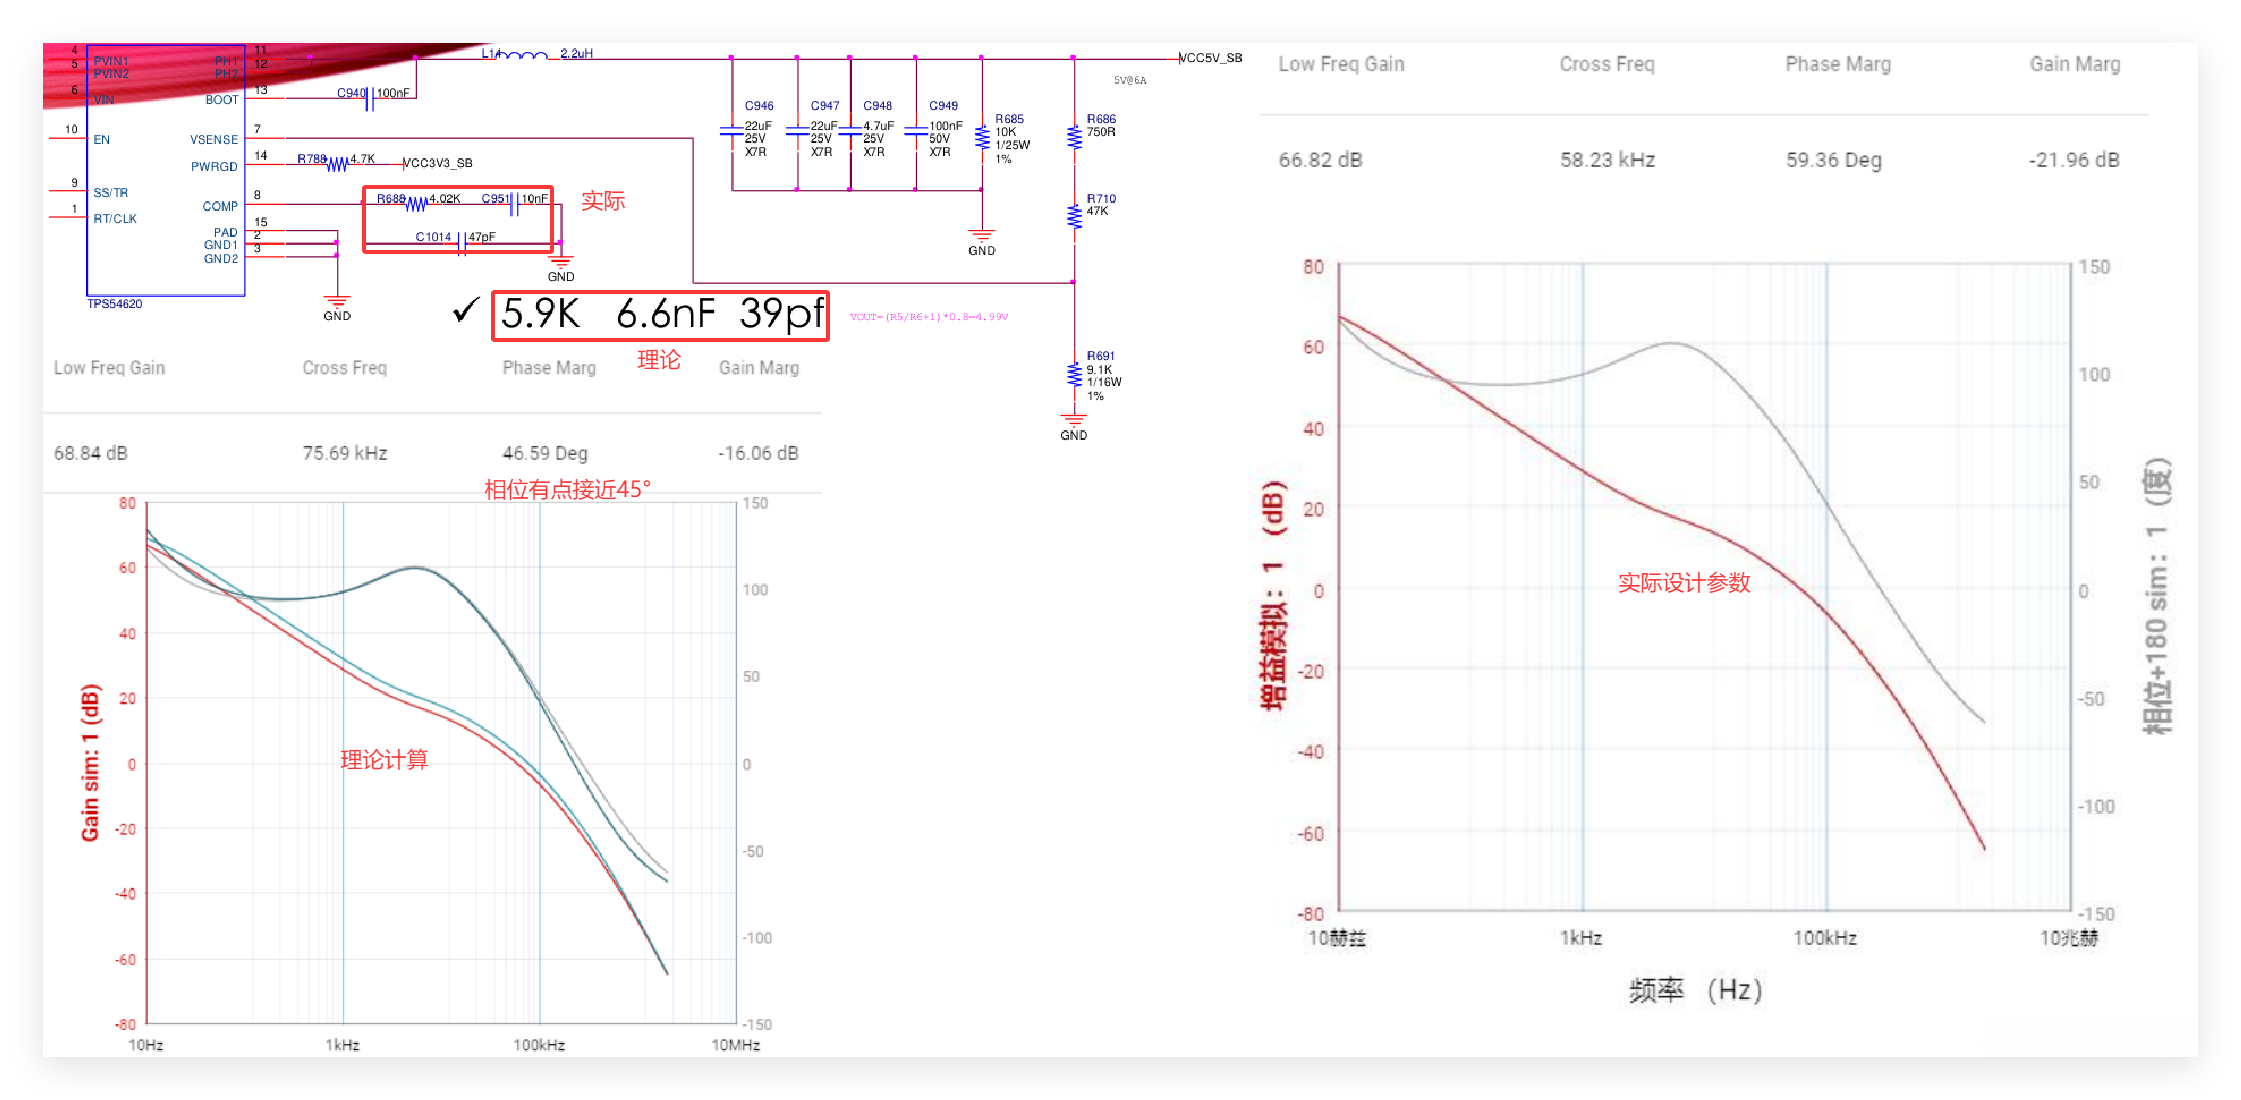 4
PVIN1
5
PVIN2
6
VIN
10
EN
9
SS/TR
1
RT/CLK
PH1
11
PH2
12
BOOT
13
VSENSE
7
PWRGD
14
COMP
8
PAD
15
GND1
2
GND2
3
TPS54620
GND
C940
100nF
R788
4.7K
VCC3V3_SB
R688
4.02K
C951
10nF
实际
C1014
47pF
GND
2.2uH
VCC5V_SB
5V@6A
C946
22uF
25V
X7R
C947
22uF
25V
X7R
C948
4.7uF
25V
X7R
C949
100nF
50V
X7R
R685
10K
1/25W
1%
GND
R686
750R
R710
47K
R691
9.1K
1/16W
1%
GND
VOUT=(R5/R6+1)*0.8=4.99V
✓ 5.9K 6.6nF 39pf
理论
Low Freq Gain Cross Freq Phase Marg Gain Marg
68.84 dB 75.69 kHz 46.59 Deg -16.06 dB
相位有点接近45°
80
60
40
20
0
-20
-40
-60
-80
Gain sim: 1 (dB)
150
100
50
0
-50
-100
-150
理论计算
10Hz 1kHz 100kHz 10MHz
Low Freq Gain Cross Freq Phase Marg Gain Marg
66.82 dB 58.23 kHz 59.36 Deg -21.96 dB
80
60
40
20
0
-20
-40
-60
-80
增益模拟：1 （dB）
150
100
50
0
-50
-100
-150
相位+180 sim：1 （度）
实际设计参数
10赫兹 1kHz 100kHz 10兆赫
频率 （Hz）